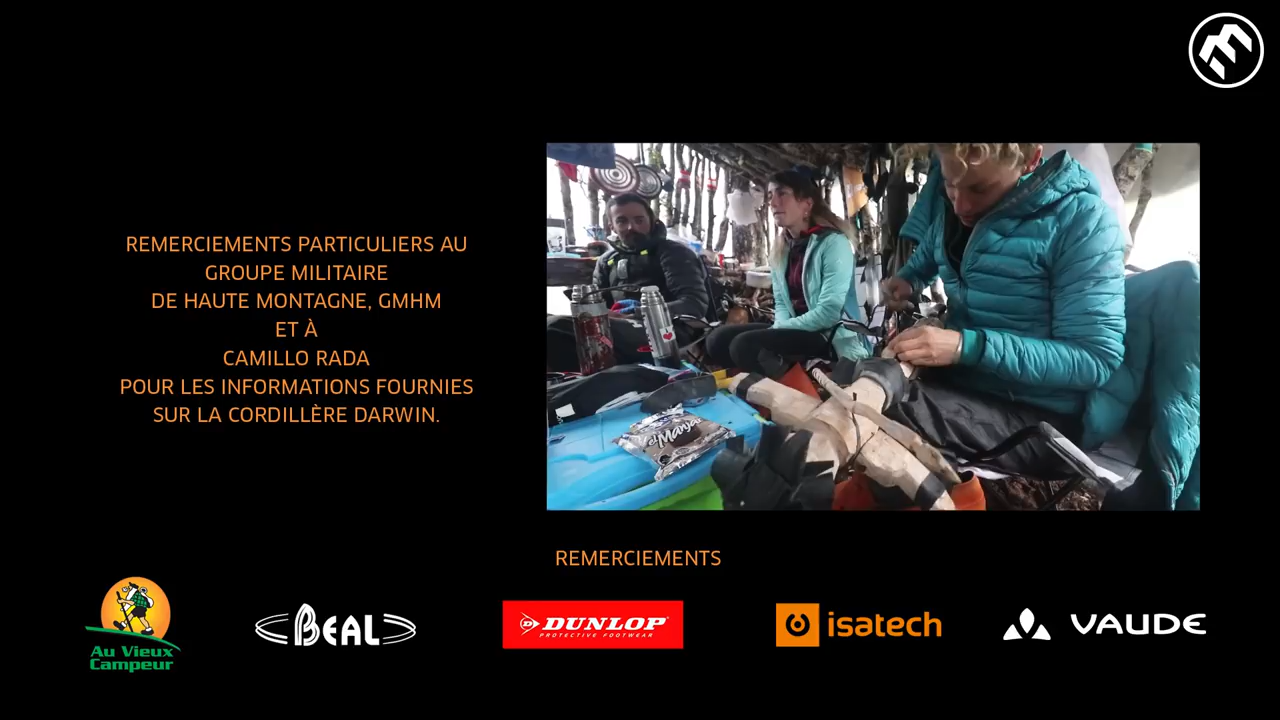 REMERCIEMENTS PARTICULIERS AU
GROUPE MILITAIRE
DE HAUTE MONTAGNE, GMHM
ET À
CAMILLO RADA
POUR LES INFORMATIONS FOURNIES
SUR LA CORDILLÈRE DARWIN.
REMERCIEMENTS
Au Vieux
Campeur
BEAL
DUNLOP
PROTECTIVE FOOTWEAR
isatech
VAUDE